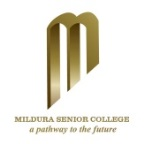 MILDURA SENIOR COLLEGE
a pathway to the future